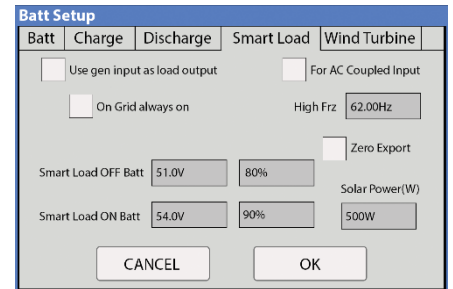 Batt Setup
Batt Charge Discharge Smart Load Wind Turbine
Use gen input as load output For AC Coupled Input
On Grid always on High Frz 62.00Hz
Zero Export
Smart Load OFF Batt 51.0V 80%
Solar Power(W)
Smart Load ON Batt 54.0V 90% 500W
CANCEL OK